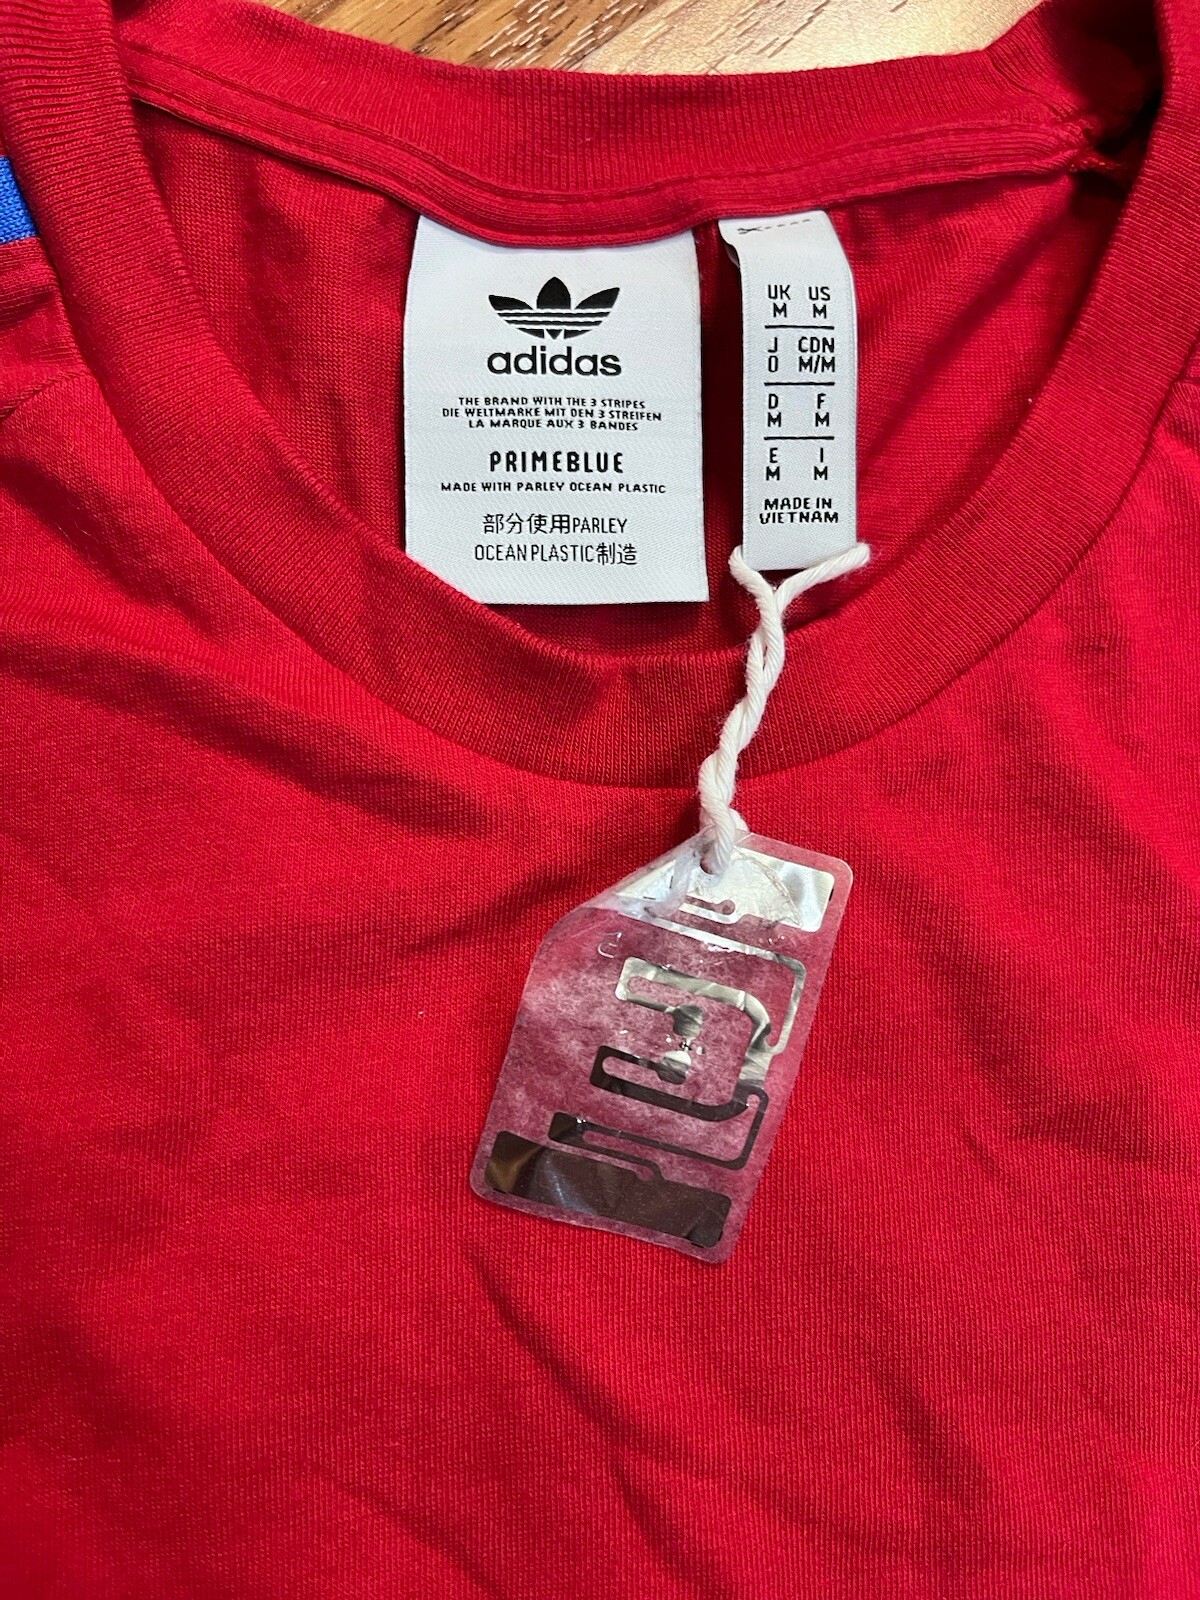 adidas
THE BRAND WITH THE 3 STRIPES
DIE WELTMARKE MIT DEN 3 STREIFEN
LA MARQUE AUX 3 BANDES
PRIMEBLUE
MADE WITH PARLEY OCEAN PLASTIC
部分使用PARLEY
OCEAN PLASTIC制造
UK US
M M
J CDN
O M/M
D F
M M
E I
M M
MADE IN
VIETNAM